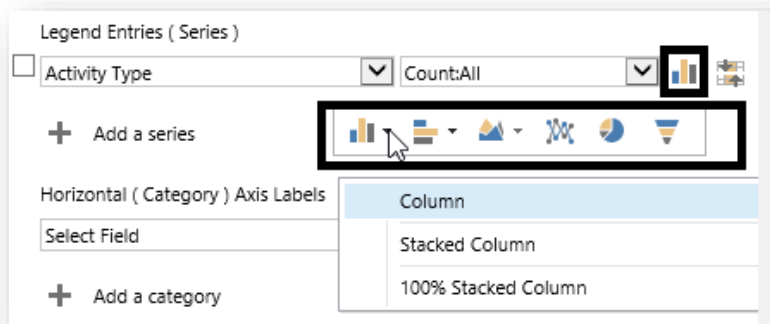 Legend Entries ( Series )
Activity Type Count:All
Add a series
Horizontal ( Category ) Axis Labels
Column
Select Field
Stacked Column
100% Stacked Column
Add a category